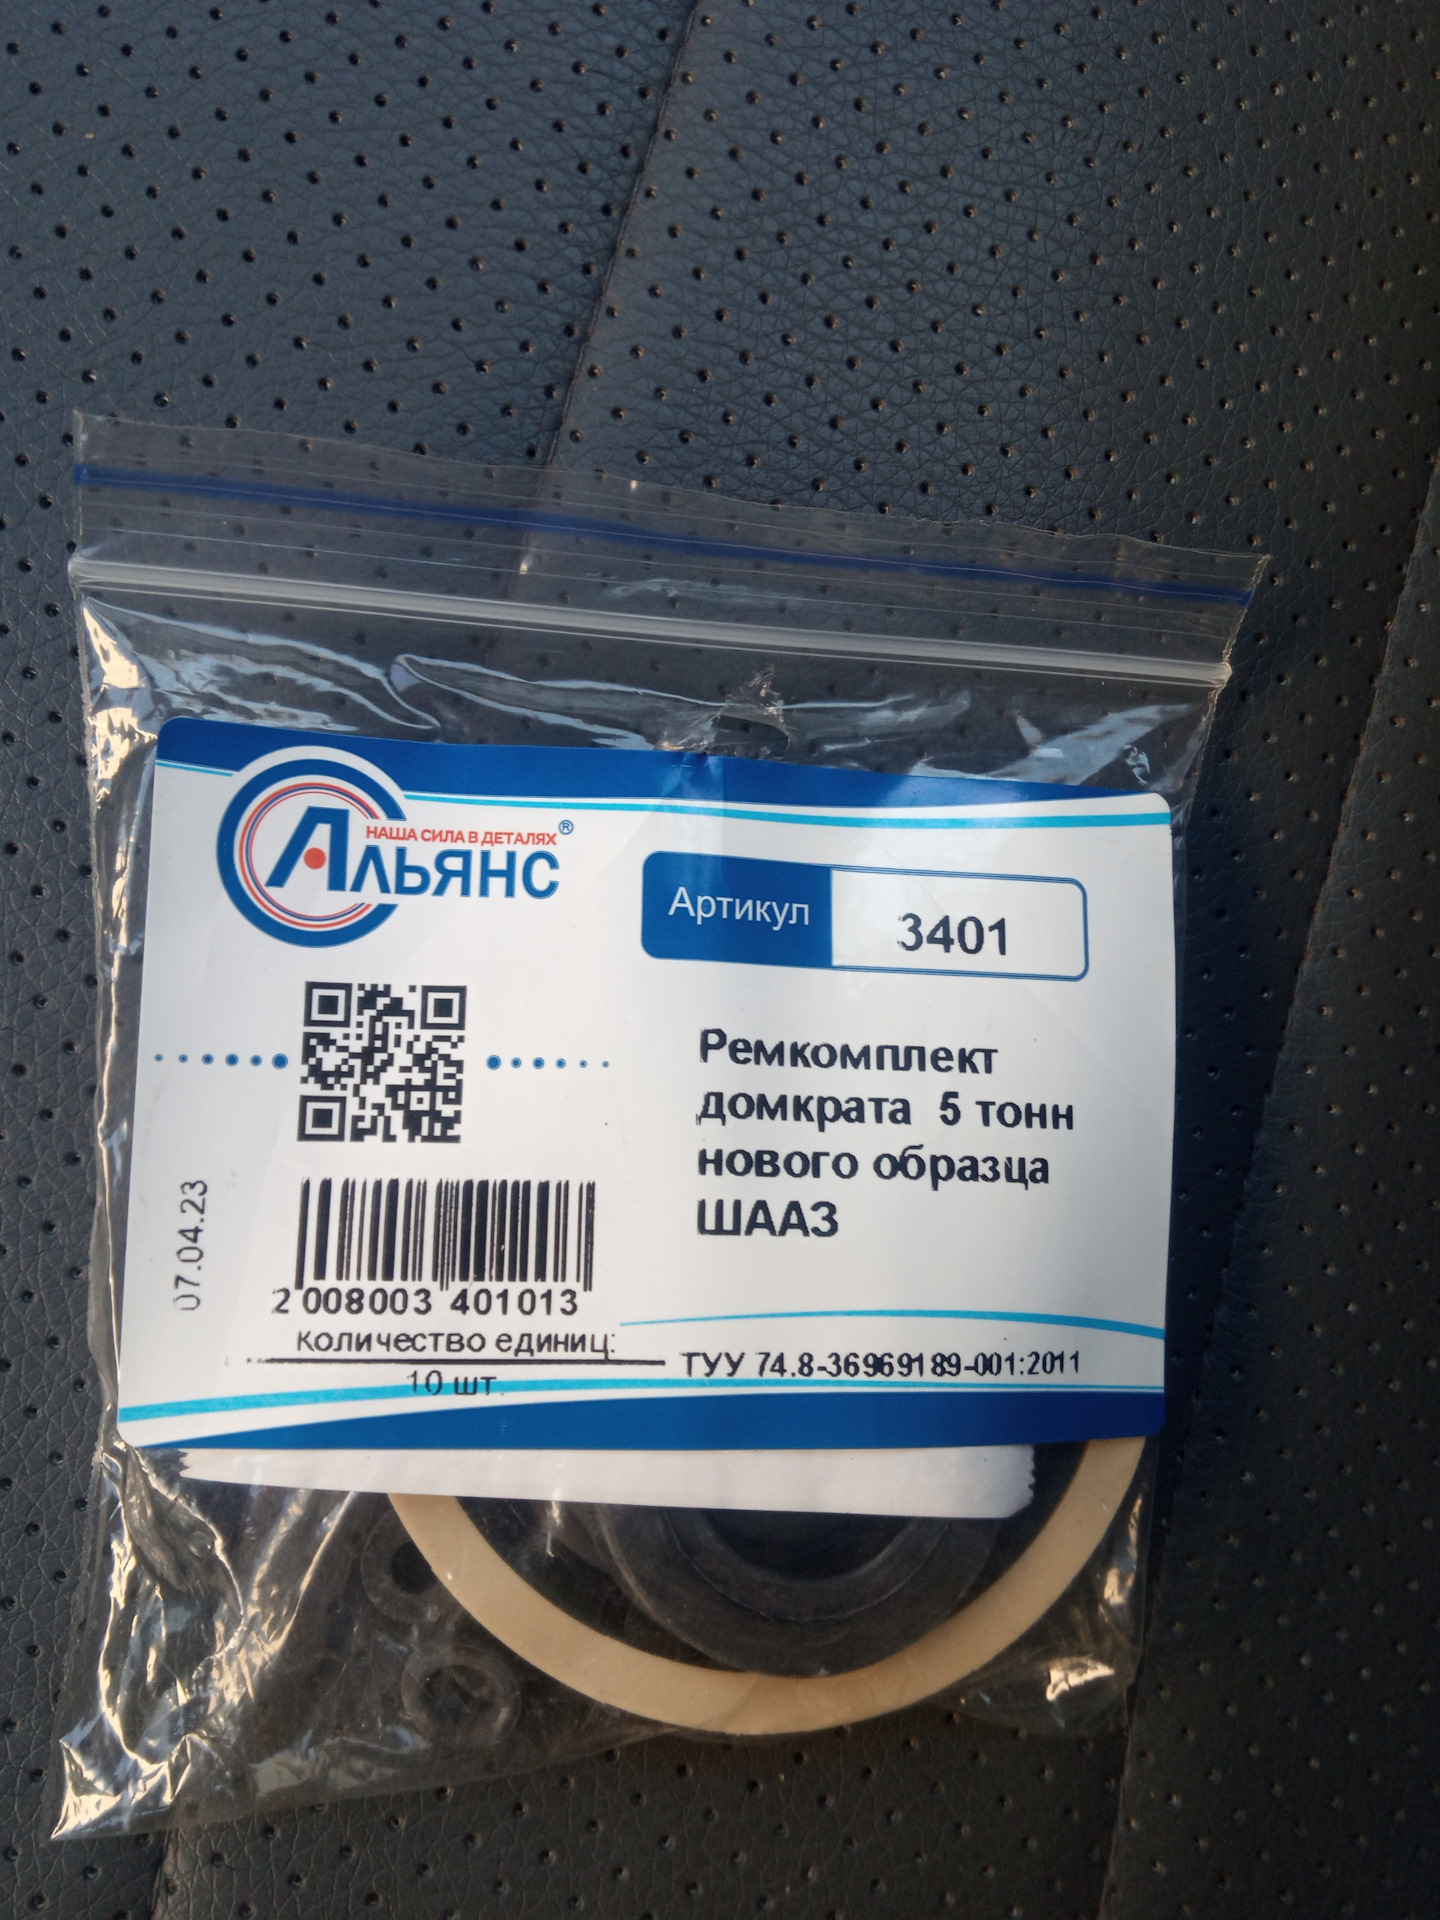 НАША СИЛА В ДЕТАЛЯХ®
АЛЬЯНС
Артикул 3401
Ремкомплект
домкрата 5 тонн
нового образца
ШААЗ
07.04.23
2 008003 401013
Количество единиц:
10 шт.
ТУУ 74.8-36969189-001:2011